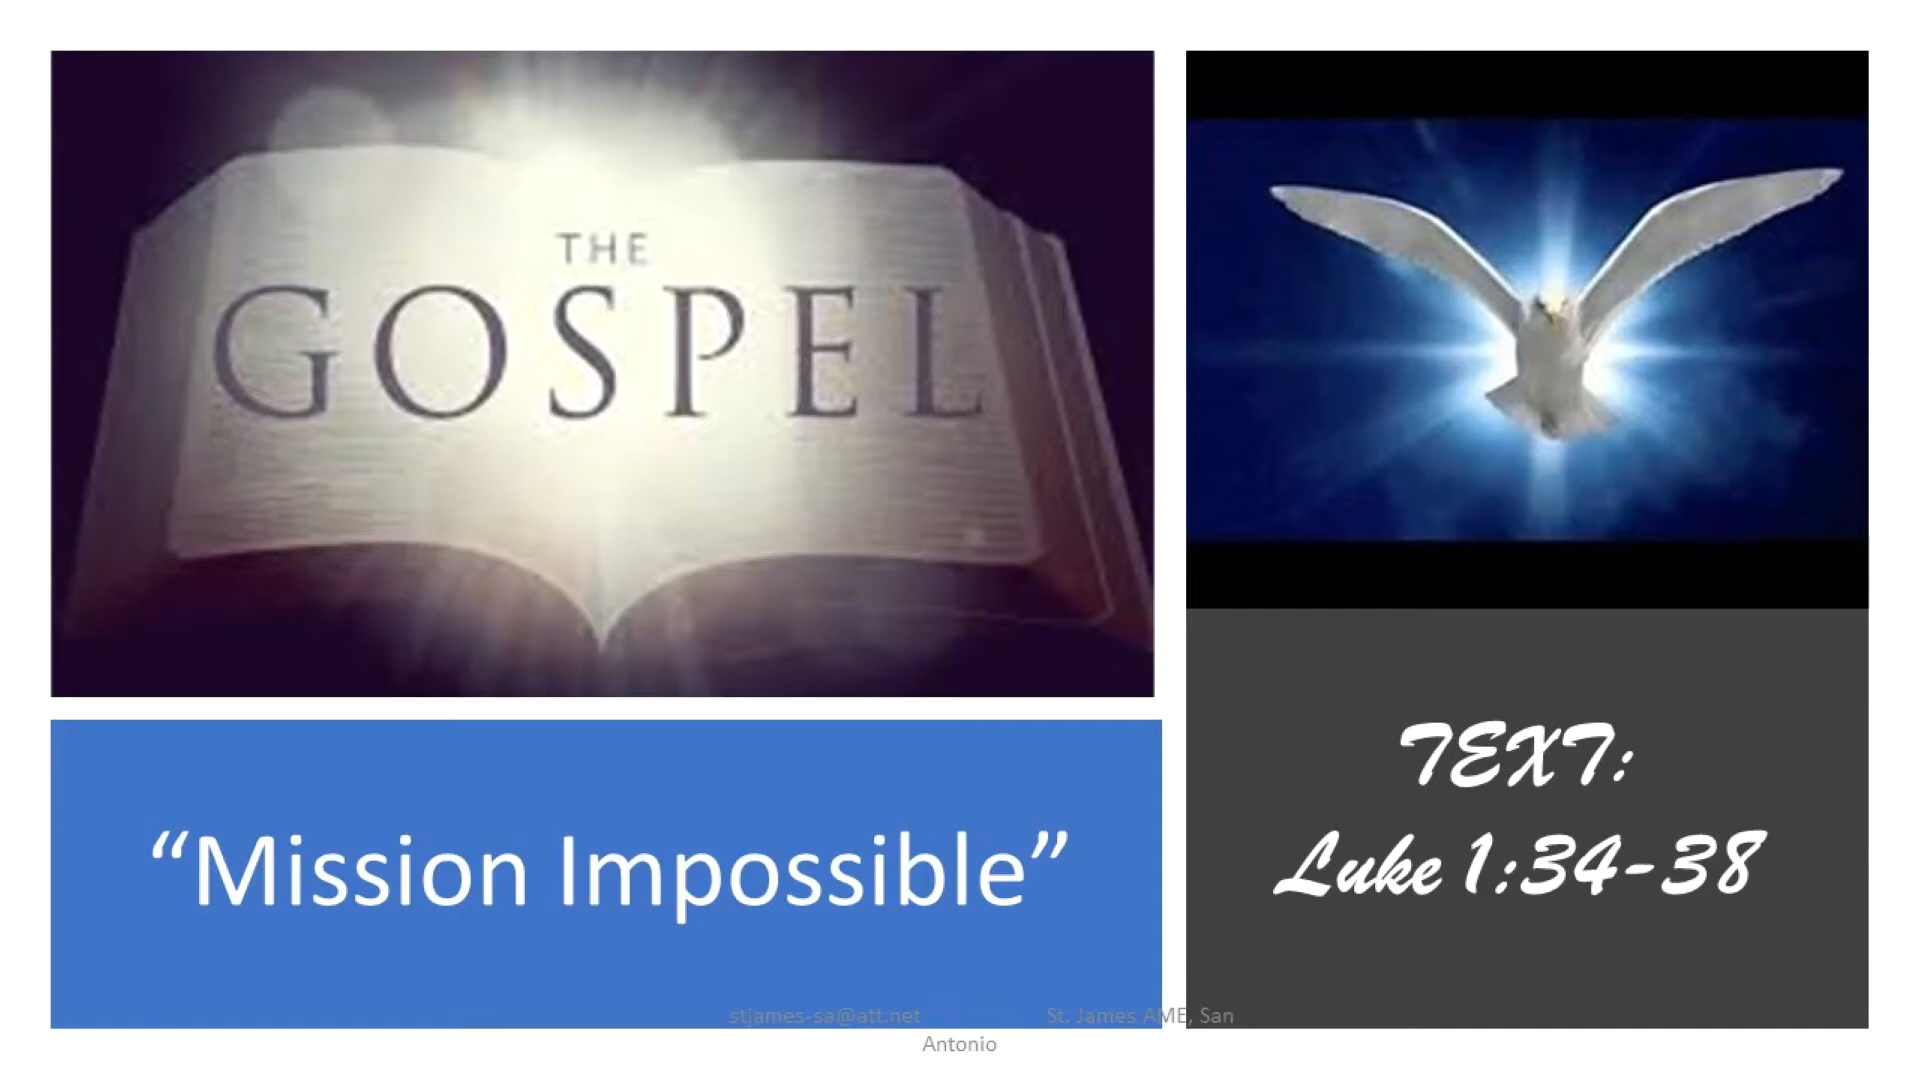 THE
GOSPEL
“Mission Impossible”
TEXT:
Luke 1:34-38
stjames-sa@att.net St. James AME, San
Antonio